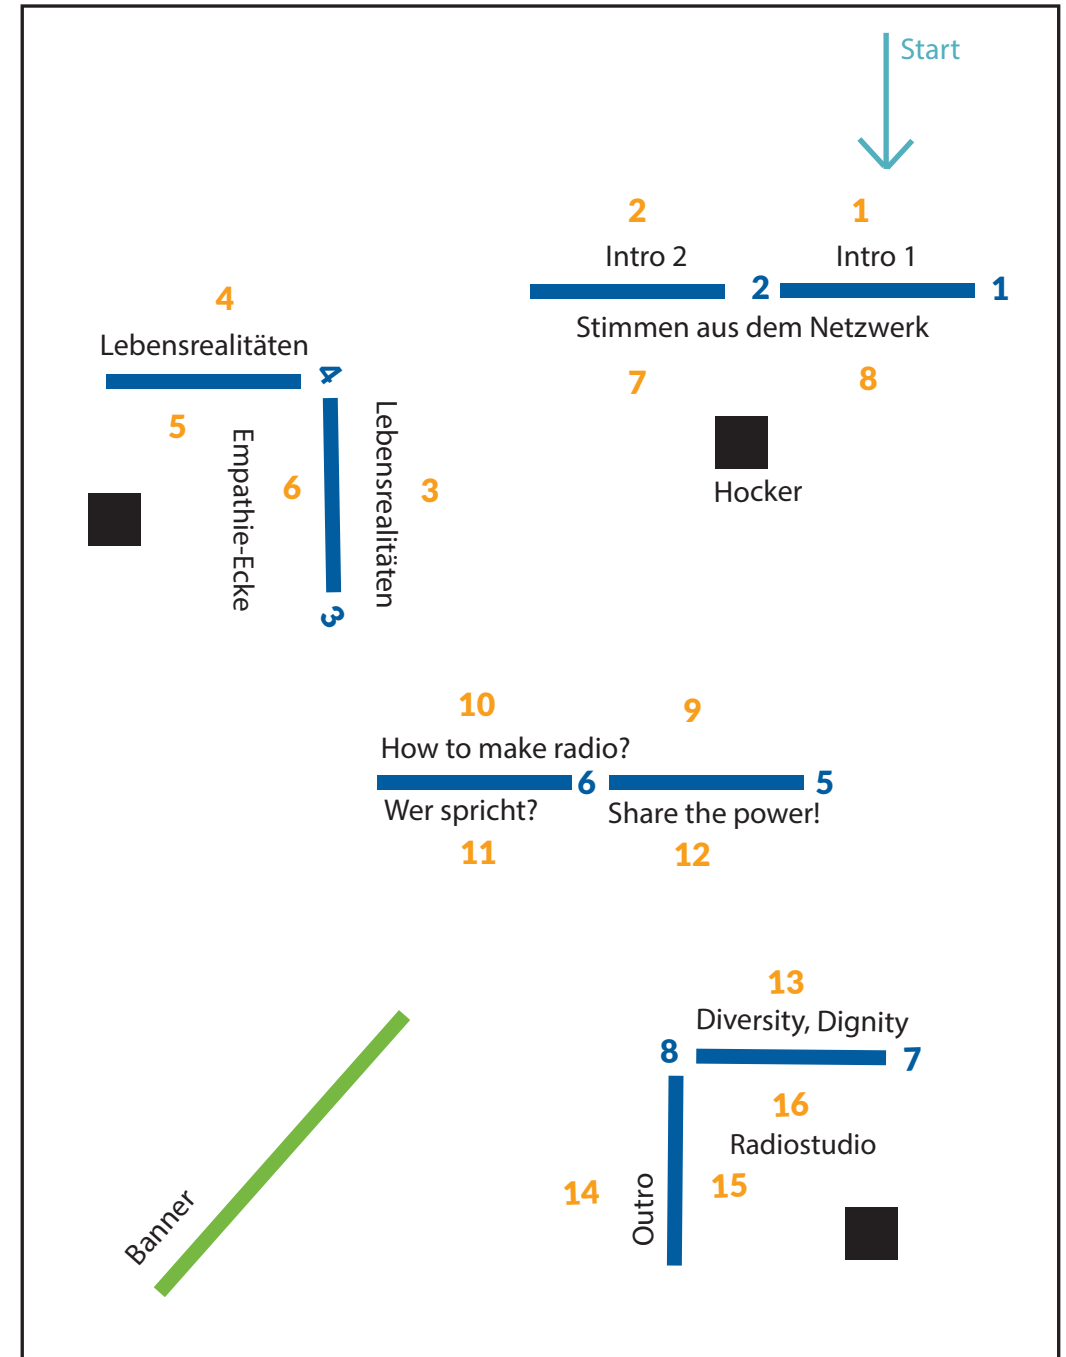 Start
2
1
Intro 2
Intro 1
2
1
Stimmen aus dem Netzwerk
7
8
Hocker
4
Lebensrealitäten
4
5
Empathie-Ecke
6
Lebensrealitäten
3
3
10
9
How to make radio?
6
5
Wer spricht?
Share the power!
11
12
13
Diversity, Dignity
8
7
16
Radiostudio
14
Outro
15
Banner